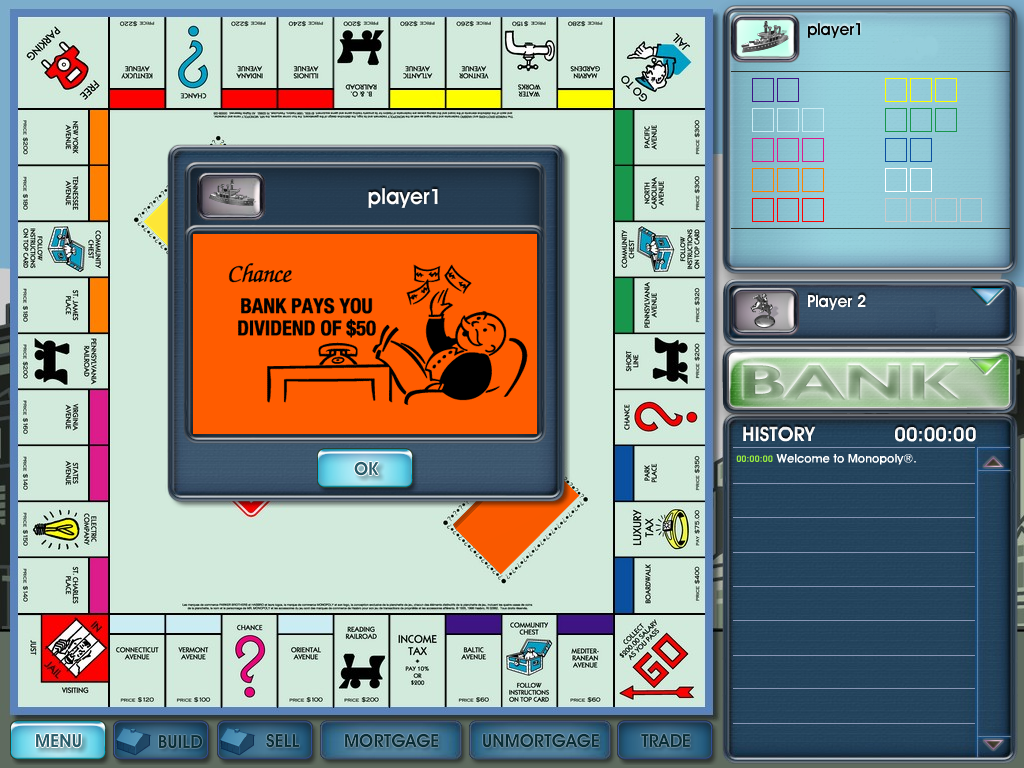 FREE
PARKING
KENTUCKY
AVENUE
PRICE $220
CHANCE
INDIANA
AVENUE
PRICE $220
ILLINOIS
AVENUE
PRICE $240
B. & O.
RAILROAD
PRICE $200
ATLANTIC
AVENUE
PRICE $260
VENTNOR
AVENUE
PRICE $260
WATER
WORKS
PRICE $150
MARVIN
GARDENS
PRICE $280
GO TO
JAIL
NEW YORK
AVENUE
PRICE $200
TENNESSEE
AVENUE
PRICE $180
COMMUNITY
CHEST
FOLLOW
INSTRUCTIONS
ON TOP CARD
ST. JAMES
PLACE
PRICE $180
PENNSYLVANIA
RAILROAD
PRICE $200
VIRGINIA
AVENUE
PRICE $160
STATES
AVENUE
PRICE $140
ELECTRIC
COMPANY
PRICE $150
ST. CHARLES
PLACE
PRICE $140
PACIFIC
AVENUE
PRICE $300
NORTH
CAROLINA
AVENUE
PRICE $300
COMMUNITY
CHEST
FOLLOW
INSTRUCTIONS
ON TOP CARD
PENNSYLVANIA
AVENUE
PRICE $320
SHORT
LINE
PRICE $200
CHANCE
PARK
PLACE
PRICE $350
LUXURY
TAX
PAY $75.00
BOARDWALK
PRICE $400
player1
Chance
BANK PAYS YOU
DIVIDEND OF $50
OK
JUST
IN
JAIL
VISITING
CONNECTICUT
AVENUE
PRICE $120
VERMONT
AVENUE
PRICE $100
CHANCE
ORIENTAL
AVENUE
PRICE $100
READING
RAILROAD
PRICE $200
INCOME
TAX
PAY 10%
OR
$200
BALTIC
AVENUE
PRICE $60
COMMUNITY
CHEST
FOLLOW
INSTRUCTIONS
ON TOP CARD
MEDITER-
RANEAN
AVENUE
PRICE $60
COLLECT
$200.00 SALARY
AS YOU PASS
GO
player1
Player 2
BANK
HISTORY 00:00:00
00:00:00 Welcome to Monopoly®.
MENU BUILD SELL MORTGAGE UNMORTGAGE TRADE